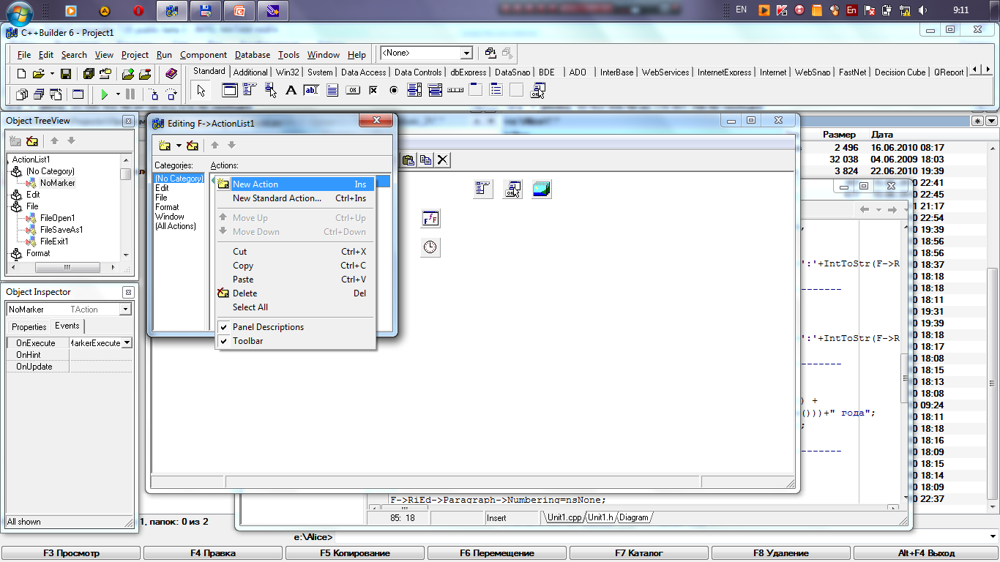 EN
En
9:11
C++Builder 6 - Project1
File Edit Search View Project Run Component Database Tools Window Help
<None>
Standard Additional Win32 System Data Access Data Controls dbExpress DataSnap BDE ADO InterBase WebServices InternetExpress Internet WebSnap FastNet Decision Cube QReport
Object TreeView
ActionList1
(No Category)
NoMarker
Edit
File
FileOpen1
FileSaveAs1
FileExit1
Format
Object Inspector
NoMarker TAction
Properties Events
OnExecute MarkerExecute
OnHint
OnUpdate
All shown
Editing F->ActionList1
Categories: Actions:
(No Category)
Edit
File
Format
Window
(All Actions)
New Action Ins
New Standard Action... Ctrl+Ins
Move Up Ctrl+Up
Move Down Ctrl+Down
Cut Ctrl+X
Copy Ctrl+C
Paste Ctrl+V
Delete Del
Select All
Panel Descriptions
Toolbar
Размер Дата
2 496 16.06.2010 08:17
32 038 04.06.2009 18:03
3 824 22.06.2010 19:39
0 22:41
0 22:45
0 21:17
0 22:54
0 19:39
0 18:56
0 18:56
0 18:37
0 18:18
0 18:18
0 18:11
0 19:31
0 19:39
0 18:18
0 18:17
0 18:08
0 18:15
0 18:13
0 18:08
0 09:24
0 18:11
0 18:18
0 18:16
0 18:09
0 18:15
0 18:14
0 18:09
0 22:37
;
':'+IntToStr(F->R
-------
':'+IntToStr(F->R
-------
) +
()))+" года";
;
-------
F->RiEd->Paragraph->Numbering=nsNone;
85: 18 Insert Unit1.cpp Unit1.h Diagram
1, папок: 0 из 2
e:\Alice>
F3 Просмотр F4 Правка F5 Копирование F6 Перемещение F7 Каталог F8 Удаление Alt+F4 Выход